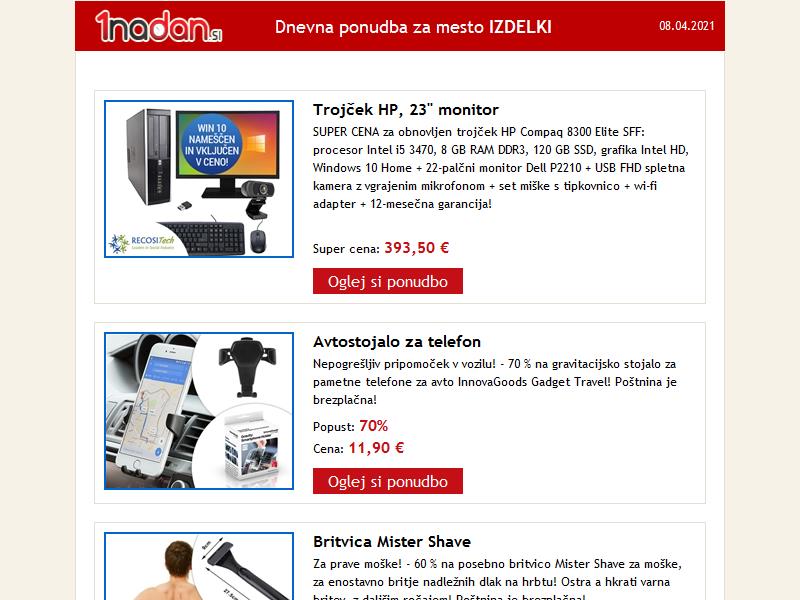 1nadan.si
Dnevna ponudba za mesto IZDELKI
08.04.2021
WIN 10
NAMEŠČEN
IN VKLJUČEN
V CENO!
RECOSITech
Trojček HP, 23" monitor
SUPER CENA za obnovljen trojček HP Compaq 8300 Elite SFF:
procesor Intel i5 3470, 8 GB RAM DDR3, 120 GB SSD, grafika Intel HD,
Windows 10 Home + 22-palčni monitor Dell P2210 + USB FHD spletna
kamera z vgrajenim mikrofonom + set miške s tipkovnico + wi-fi
adapter + 12-mesečna garancija!
Super cena: 393,50 €
Oglej si ponudbo
Avtostojalo za telefon
Nepogrešljiv pripomoček v vozilu! - 70 % na gravitacijsko stojalo za
pametne telefone za avto InnovaGoods Gadget Travel! Poštnina je
brezplačna!
Popust: 70%
Cena: 11,90 €
Oglej si ponudbo
Britvica Mister Shave
Za prave moške! - 60 % na posebno britvico Mister Shave za moške,
za enostavno britje nadležnih dlak na hrbtu! Ostra a hkrati varna
britev, z daljšim ročajem! Poštnina je brezplačna!